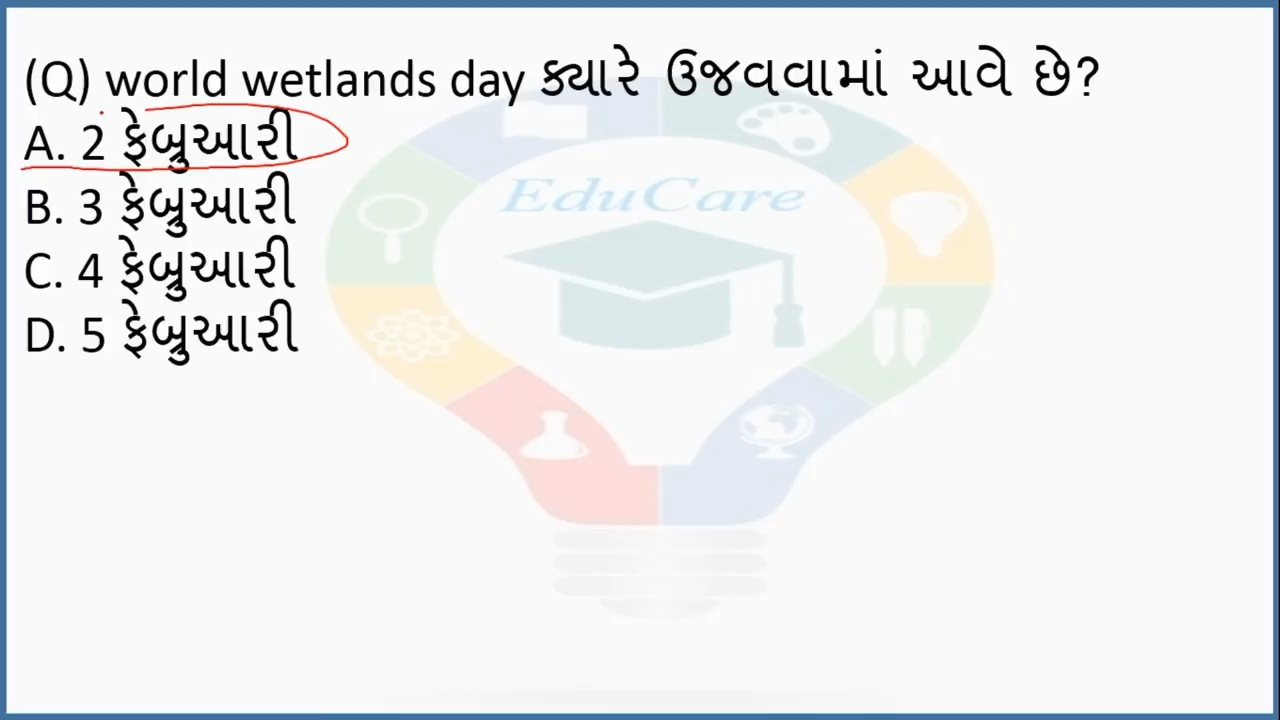 (Q) world wetlands day ક્યારે ઉજવવામાં આવે છે?
A. 2 ફેબ્રુઆરી
B. 3 ફેબ્રુઆરી
C. 4 ફેબ્રુઆરી
D. 5 ફેબ્રુઆરી
EduCare